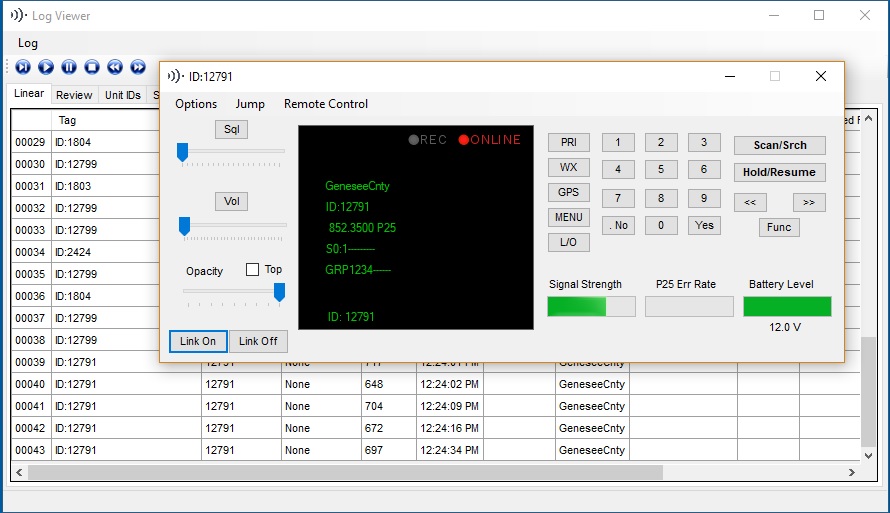 Log Viewer
Log
Linear Review Unit IDs S
Tag
00029 ID:1804
00030 ID:12799
00031 ID:1803
00032 ID:12799
00033 ID:12799
00034 ID:2424
00035 ID:12799
00036 ID:1804
00037 ID:12799
00038 ID:12799
00039 ID:12791 12791 None 717 12:24:01 PM GeneseeCnty
00040 ID:12791 12791 None 648 12:24:02 PM GeneseeCnty
00041 ID:12791 12791 None 704 12:24:09 PM GeneseeCnty
00042 ID:12791 12791 None 672 12:24:16 PM GeneseeCnty
00043 ID:12791 12791 None 697 12:24:34 PM GeneseeCnty
ID:12791
Options Jump Remote Control
Sql
Vol
Opacity Top
Link On Link Off
REC ONLINE
GeneseeCnty
ID:12791
852.3500 P25
S0:1---------
GRP1234------
ID: 12791
PRI 1 2 3 Scan/Srch
WX 4 5 6 Hold/Resume
GPS 7 8 9 << >>
MENU . No 0 Yes Func
L/O
Signal Strength P25 Err Rate Battery Level
12.0 V